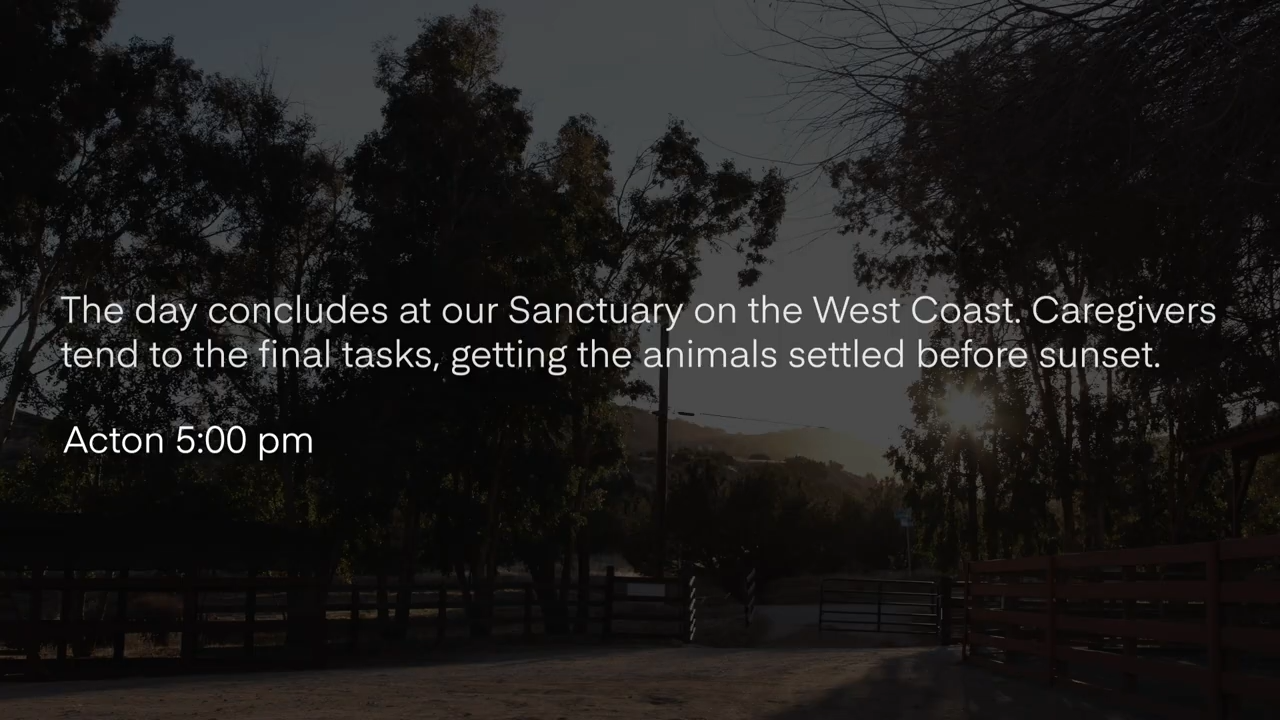 The day concludes at our Sanctuary on the West Coast. Caregivers
tend to the final tasks, getting the animals settled before sunset.
Acton 5:00 pm